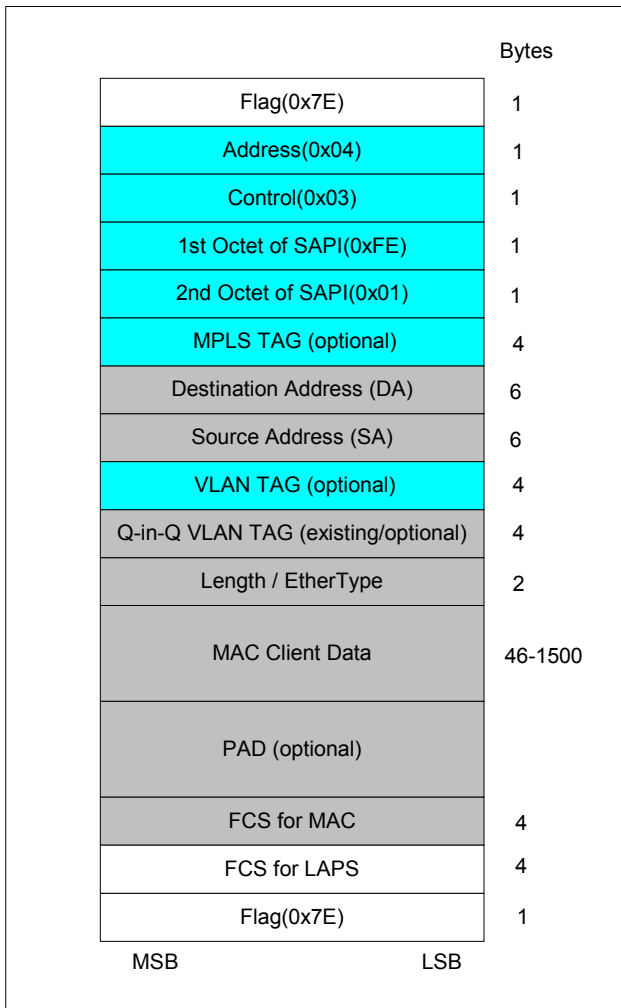 Bytes
Flag(0x7E) 1
Address(0x04) 1
Control(0x03) 1
1st Octet of SAPI(0xFE) 1
2nd Octet of SAPI(0x01) 1
MPLS TAG (optional) 4
Destination Address (DA) 6
Source Address (SA) 6
VLAN TAG (optional) 4
Q-in-Q VLAN TAG (existing/optional) 4
Length / EtherType 2
MAC Client Data 46-1500
PAD (optional)
FCS for MAC 4
FCS for LAPS 4
Flag(0x7E) 1
MSB LSB